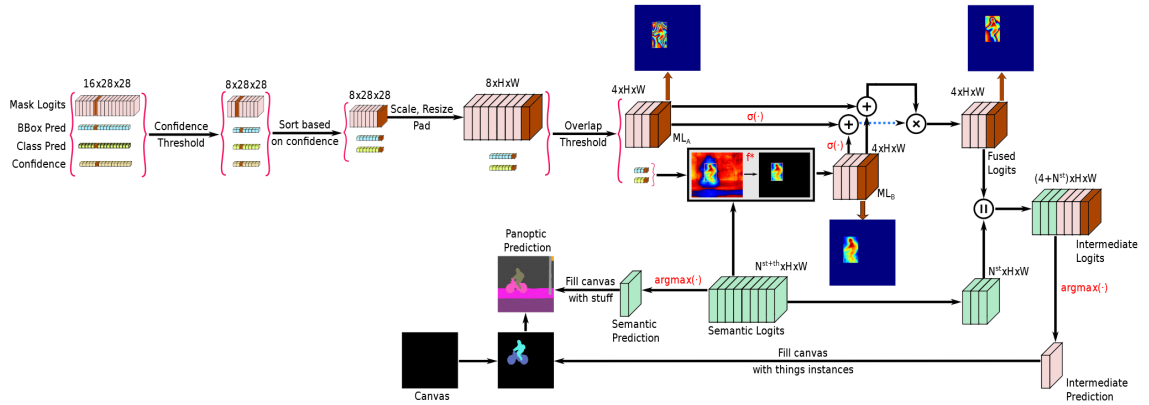 16x28x28
Mask Logits
BBox Pred
Class Pred
Confidence
Confidence
Threshold
8x28x28
Sort based
on confidence
8x28x28
Scale, Resize
Pad
8xHxW
Overlap
Threshold
4xHxW
ML_A
σ(·)
σ(·)
f*
4xHxW
ML_B
4xHxW
Fused
Logits
(4+N^st)xHxW
Intermediate
Logits
argmax(·)
N^st xHxW
N^st+th xHxW
Semantic Logits
argmax(·)
Semantic
Prediction
Fill canvas
with stuff
Panoptic
Prediction
Canvas
Fill canvas
with things instances
Intermediate
Prediction